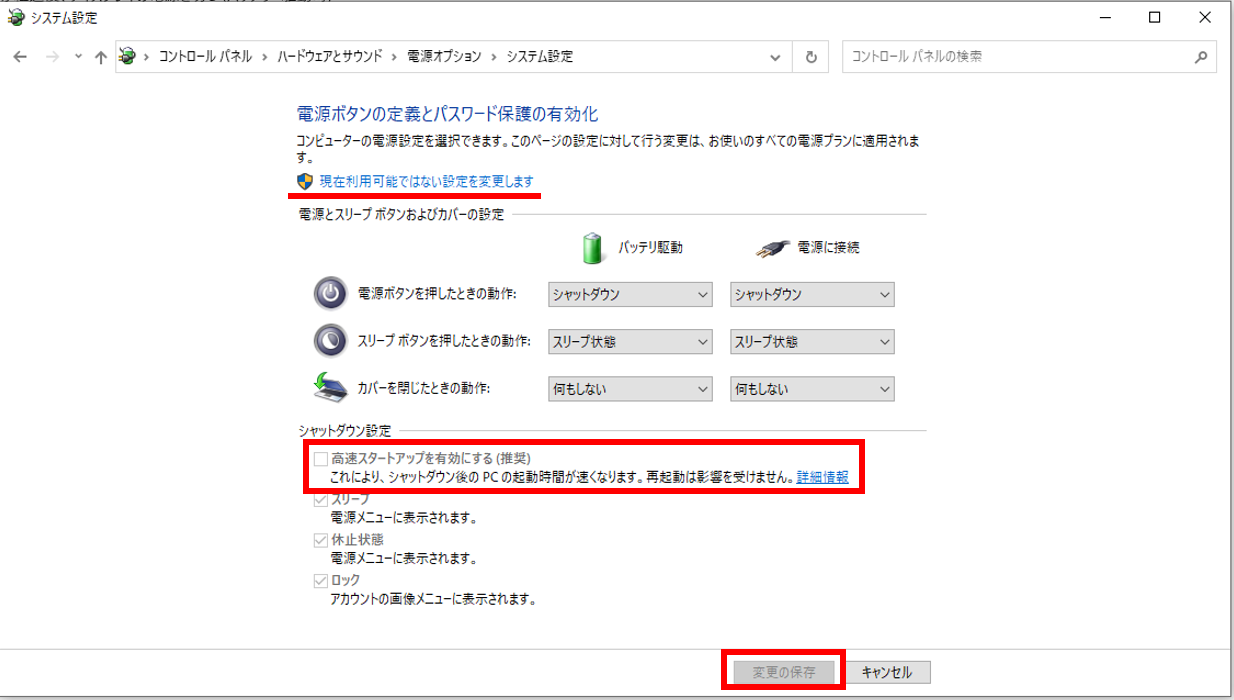 システム設定
コントロール パネル › ハードウェアとサウンド › 電源オプション › システム設定
コントロール パネルの検索
電源ボタンの定義とパスワード保護の有効化
コンピューターの電源設定を選択できます。このページの設定に対して行う変更は、お使いのすべての電源プランに適用されま
す。
現在利用可能ではない設定を変更します
電源とスリープ ボタンおよびカバーの設定
バッテリ駆動 電源に接続
電源ボタンを押したときの動作: シャットダウン シャットダウン
スリープ ボタンを押したときの動作: スリープ状態 スリープ状態
カバーを閉じたときの動作: 何もしない 何もしない
シャットダウン設定
高速スタートアップを有効にする (推奨)
これにより、シャットダウン後の PC の起動時間が速くなります。再起動は影響を受けません。詳細情報
スリープ
電源メニューに表示されます。
休止状態
電源メニューに表示されます。
ロック
アカウントの画像メニューに表示されます。
変更の保存 キャンセル